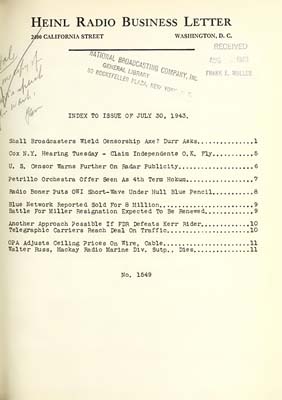 HEINL RADIO BUSINESS LETTER
2400 CALIFORNIA STREET WASHINGTON, D. C.
RECEIVED
NATIONAL BROADCASTING COMPANY, Inc.
GENERAL LIBRARY
30 ROCKEFELLER PLAZA, NEW YORK
INDEX TO ISSUE OF JULY 30, 1943.
Shall Broadcasters Wield Censorship Axe? Durr Asks.................1
Cox N.Y. Hearing Tuesday - Claim Independents O.K. Fly............5
U. S. Censor Warns Further On Radar Publicity.....................6
Petrillo Orchestra Offer Seen As 4th Term Hokum...................7
Radio Boner Puts OWI Short-Wave Under Hull Blue Pencil............8
Blue Network Reported Sold For 8 Million..........................9
Battle For Miller Resignation Expected To Be Renewed..............9
Another Approach Possible If FDR Defeats Kerr Rider..............10
Telegraphic Carriers Reach Deal On Traffic.......................10
OPA Adjusts Ceiling Prices On Wire, Cable........................11
Walter Russ, Mackay Radio Marine Div. Supt., Dies................11
No. 1549